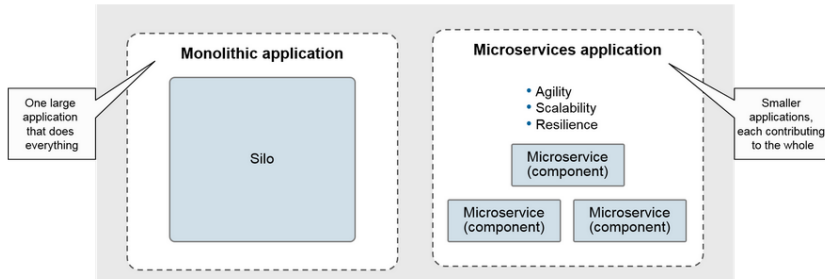 Monolithic application
One large
application
that does
everything
Silo
Microservices application
• Agility
• Scalability
• Resilience
Microservice
(component)
Microservice
(component)
Microservice
(component)
Smaller
applications,
each contributing
to the whole